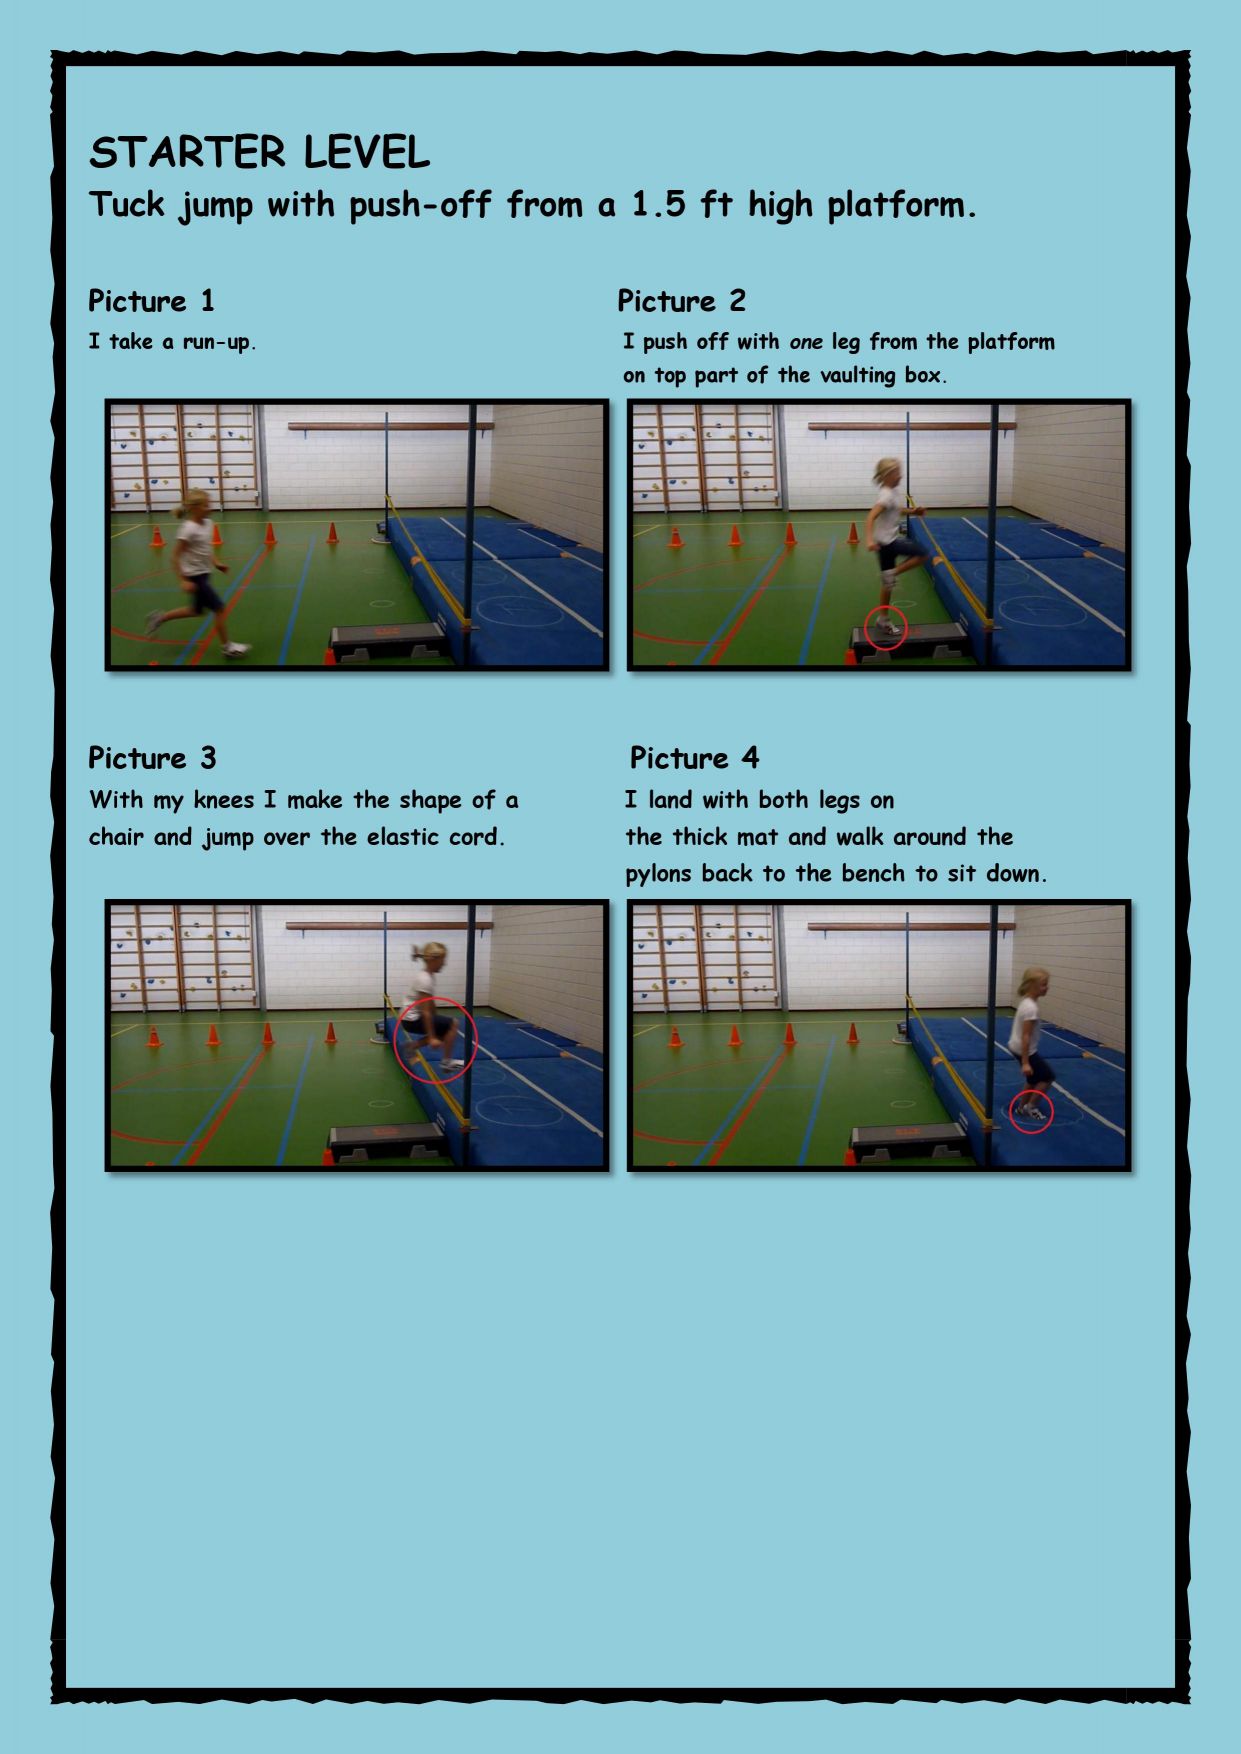 STARTER LEVEL
Tuck jump with push-off from a 1.5 ft high platform.
Picture 1
I take a run-up.
Picture 2
I push off with one leg from the platform
on top part of the vaulting box.
Picture 3
With my knees I make the shape of a
chair and jump over the elastic cord.
Picture 4
I land with both legs on
the thick mat and walk around the
pylons back to the bench to sit down.